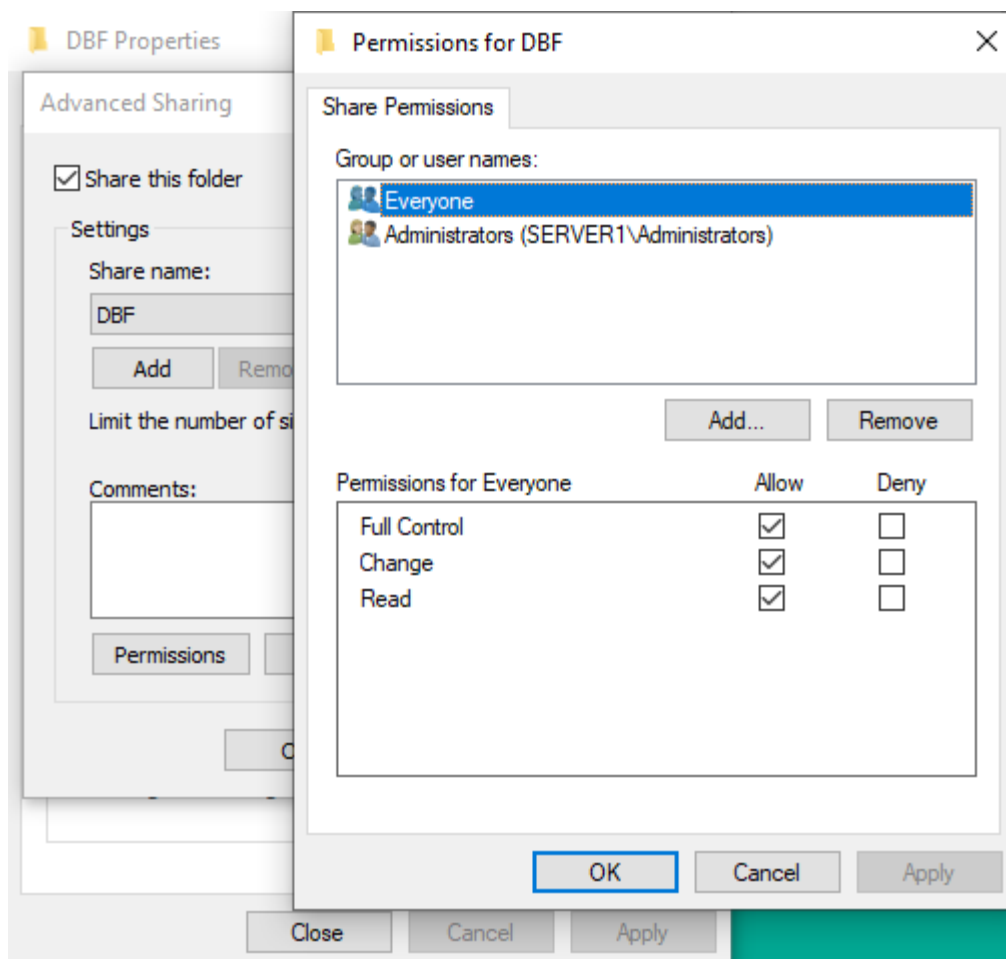 DBF Properties
Advanced Sharing
Share this folder
Settings
Share name:
DBF
Add
Remo
Limit the number of si
Comments:
Permissions
Close
Cancel
Apply
Permissions for DBF
Share Permissions
Group or user names:
Everyone
Administrators (SERVER1\Administrators)
Add...
Remove
Permissions for Everyone
Allow
Deny
Full Control
Change
Read
OK
Cancel
Apply